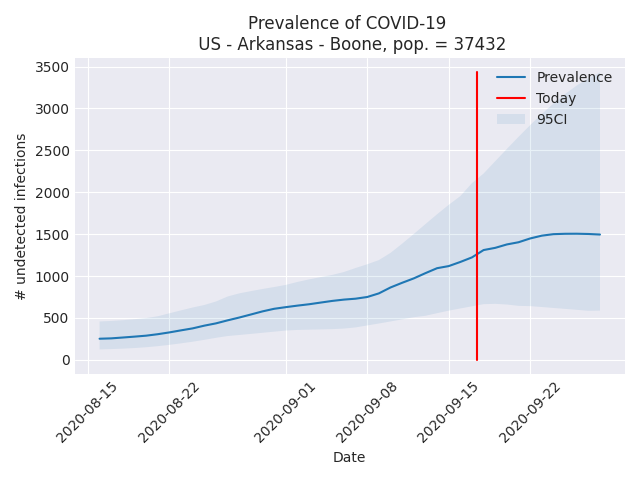 Prevalence of COVID-19
US - Arkansas - Boone, pop. = 37432
3500
3000
2500
2000
1500
1000
500
0
# undetected infections
Prevalence
Today
95CI
2020-08-15
2020-08-22
2020-09-01
2020-09-08
2020-09-15
2020-09-22
Date